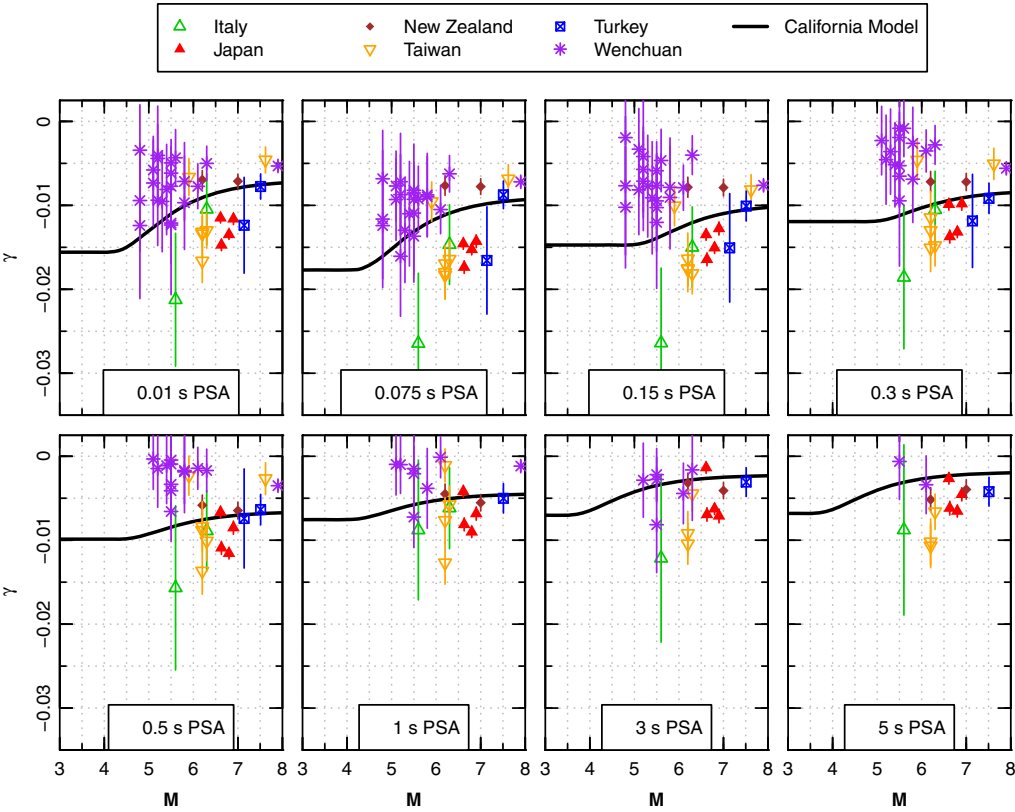 Italy
Japan
New Zealand
Taiwan
Turkey
Wenchuan
California Model
0
−0.01
−0.02
−0.03
γ
0.01 s PSA
0.075 s PSA
0.15 s PSA
0.3 s PSA
0
−0.01
−0.02
−0.03
γ
0.5 s PSA
1 s PSA
3 s PSA
5 s PSA
3 4 5 6 7 8
3 4 5 6 7 8
3 4 5 6 7 8
3 4 5 6 7 8
M
M
M
M